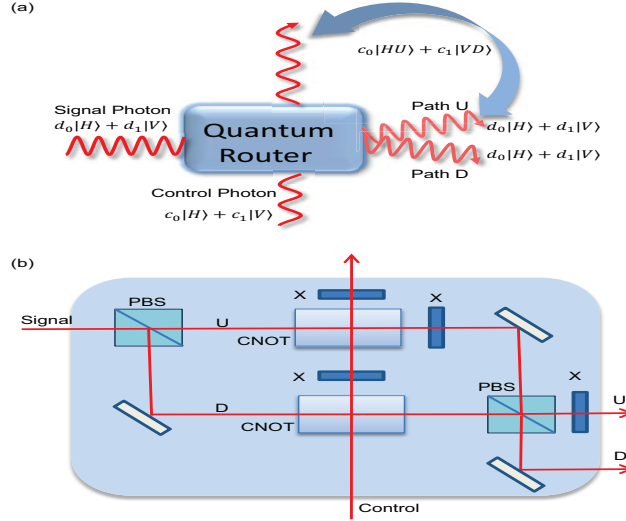 (a)
c₀|HU⟩ + c₁|VD⟩
Signal Photon
d₀|H⟩ + d₁|V⟩
Quantum
Router
Path U
d₀|H⟩ + d₁|V⟩
d₀|H⟩ + d₁|V⟩
Path D
Control Photon
c₀|H⟩ + c₁|V⟩
(b)
PBS
X
X
Signal
U
CNOT
X
PBS
X
D
CNOT
U
D
Control